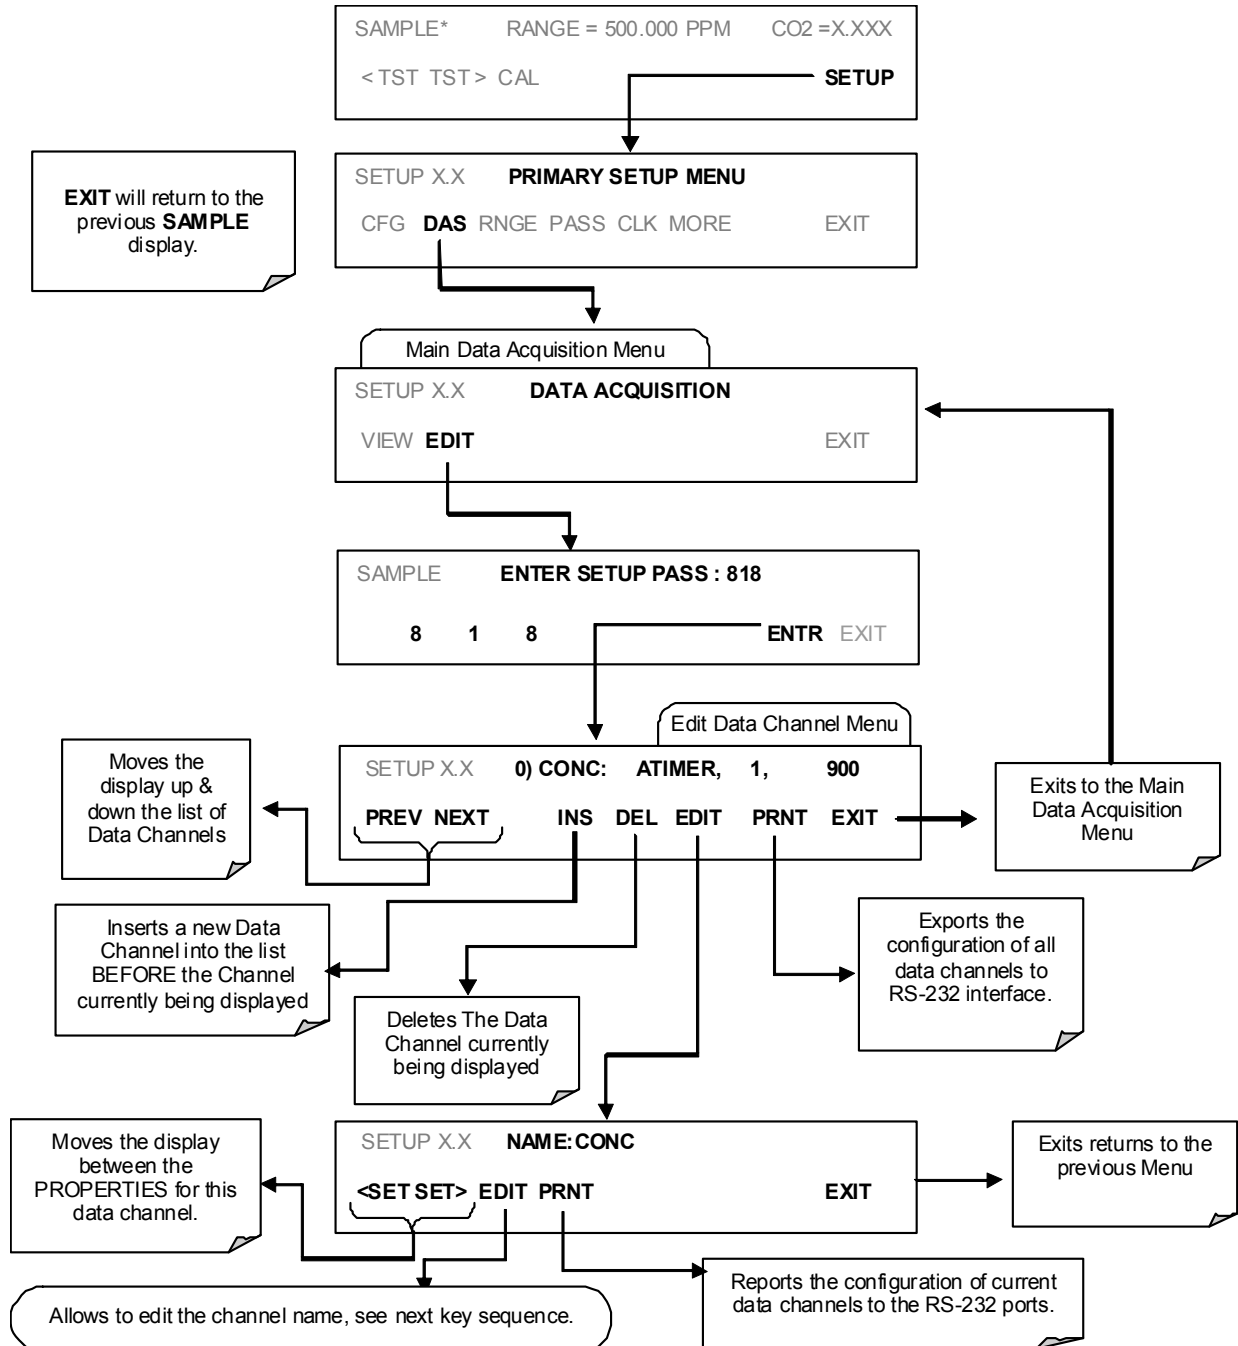 SAMPLE* RANGE = 500.000 PPM CO2 =X.XXX
< TST TST > CAL SETUP
EXIT will return to the
previous SAMPLE
display.
SETUP X.X PRIMARY SETUP MENU
CFG DAS RNGE PASS CLK MORE EXIT
Main Data Acquisition Menu
SETUP X.X DATA ACQUISITION
VIEW EDIT EXIT
SAMPLE ENTER SETUP PASS : 818
8 1 8 ENTR EXIT
Edit Data Channel Menu
SETUP X.X 0) CONC: ATIMER, 1, 900
PREV NEXT INS DEL EDIT PRNT EXIT
Moves the
display up &
down the list of
Data Channels
Exits to the Main
Data Acquisition
Menu
Inserts a new Data
Channel into the list
BEFORE the Channel
currently being displayed
Deletes The Data
Channel currently
being displayed
Exports the
configuration of all
data channels to
RS-232 interface.
SETUP X.X NAME:CONC
<SET SET> EDIT PRNT EXIT
Moves the display
between the
PROPERTIES for this
data channel.
Exits returns to the
previous Menu
Allows to edit the channel name, see next key sequence.
Reports the configuration of current
data channels to the RS-232 ports.